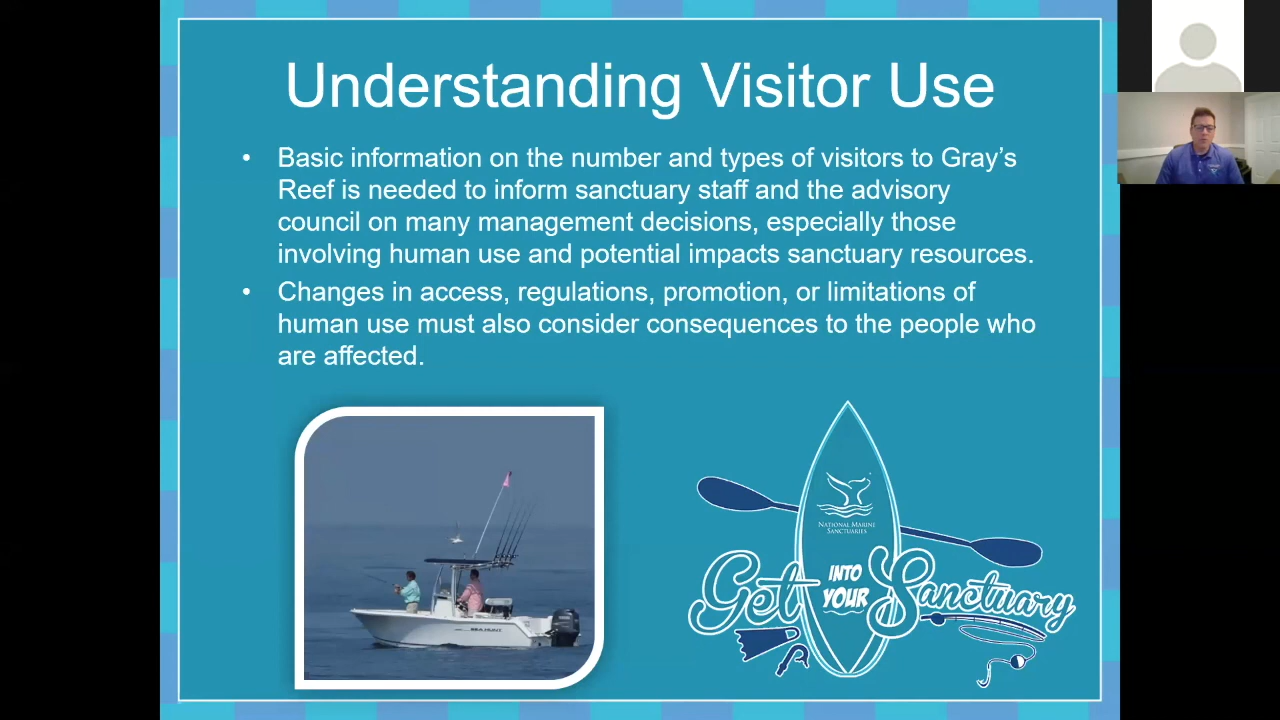 Understanding Visitor Use
• Basic information on the number and types of visitors to Gray's
Reef is needed to inform sanctuary staff and the advisory
council on many management decisions, especially those
involving human use and potential impacts sanctuary resources.
• Changes in access, regulations, promotion, or limitations of
human use must also consider consequences to the people who
are affected.
SEA HUNT
NATIONAL MARINE
SANCTUARIES
Get INTO YOUR Sanctuary